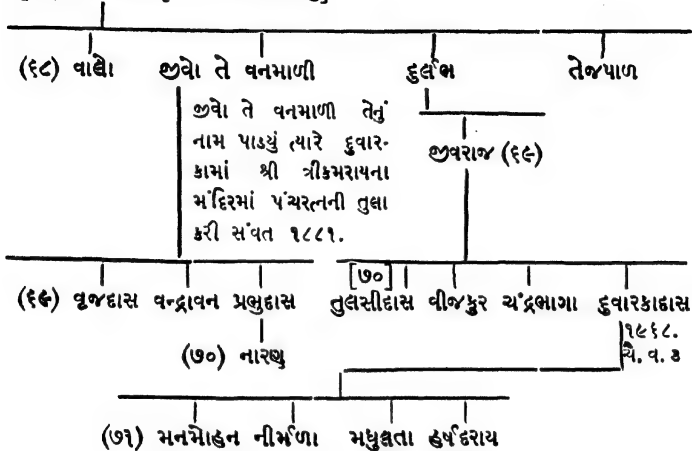 (૬૮) વાલો જીવો તે વનમાળી દુર્લભ તેજપાળ
જીવો તે વનમાળી તેનું
નામ પાડયું ત્યારે દુવાર-
કામાં શ્રી ત્રીકમરાયના
મંદિરમાં પંચરત્નની તુલા
કરી સંવત ૧૮૮૧.
જીવરાજ (૬૯)
[૭૦]
(૬૯) વૃજદાસ વન્દ્રાવન પ્રભુદાસ તુલસીદાસ વીજકુર ચંદ્રભાગા દુવારકાદાસ
૧૯૬૮.
ચૈ. વ. ૩
(૭૦) નારણ
(૭૧) મનમોહન નીર્મળા મધુલતા હર્ષદરાય